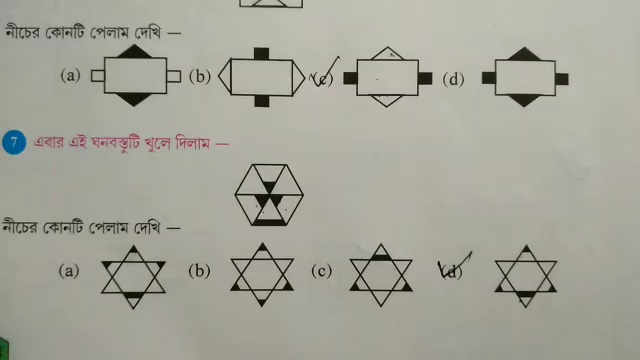 নীচের কোনটি পেলাম দেখি —
(a) (b) (c) (d)
7 এবার এই ঘনবস্তুটি খুলে দিলাম —
নীচের কোনটি পেলাম দেখি —
(a) (b) (c) (d)